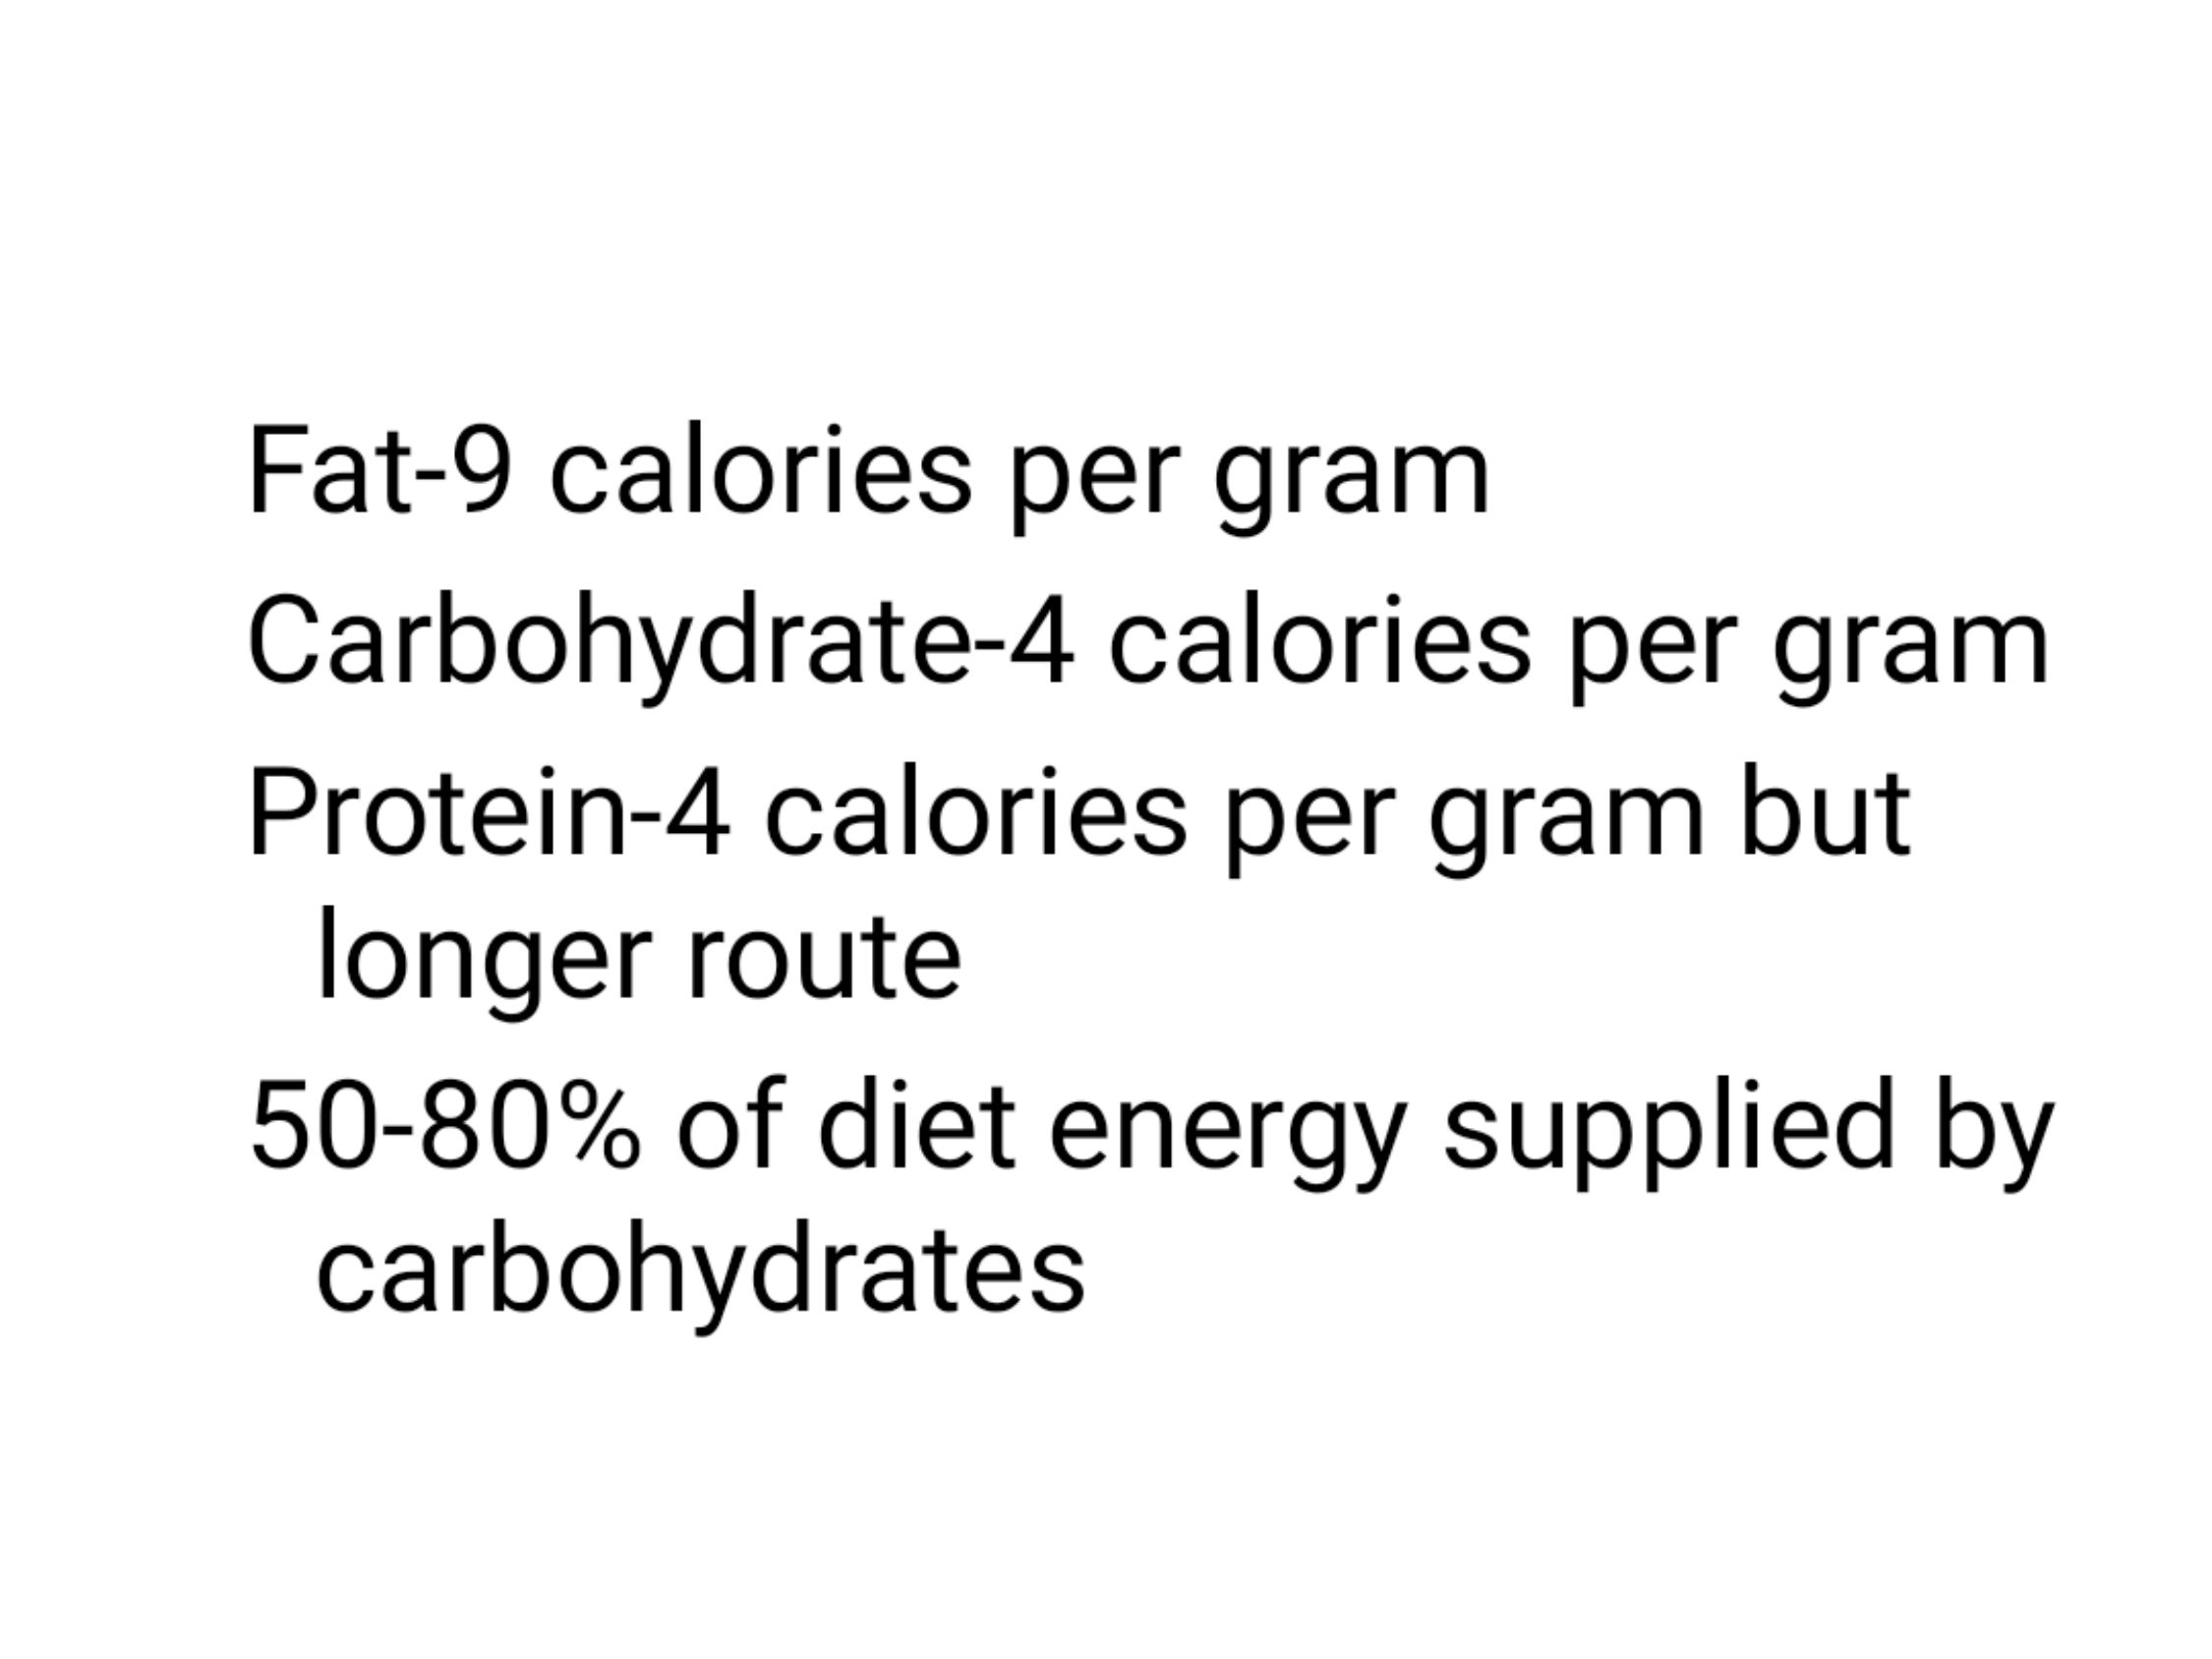 Fat-9 calories per gram
Carbohydrate-4 calories per gram
Protein-4 calories per gram but
longer route
50-80% of diet energy supplied by
carbohydrates